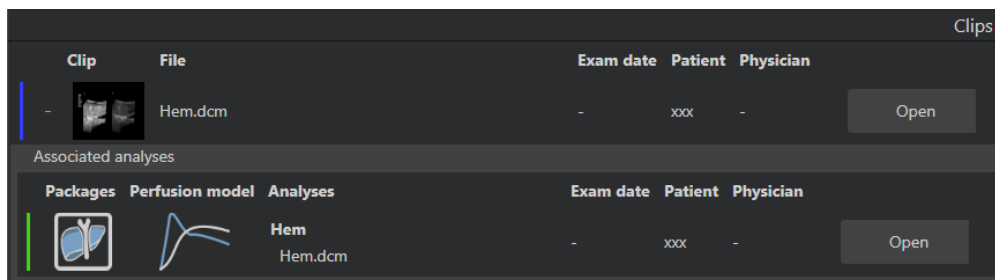 Clips
Clip File Exam date Patient Physician
- Hem.dcm - xxx - Open
Associated analyses
Packages Perfusion model Analyses Exam date Patient Physician
Hem
Hem.dcm - xxx - Open